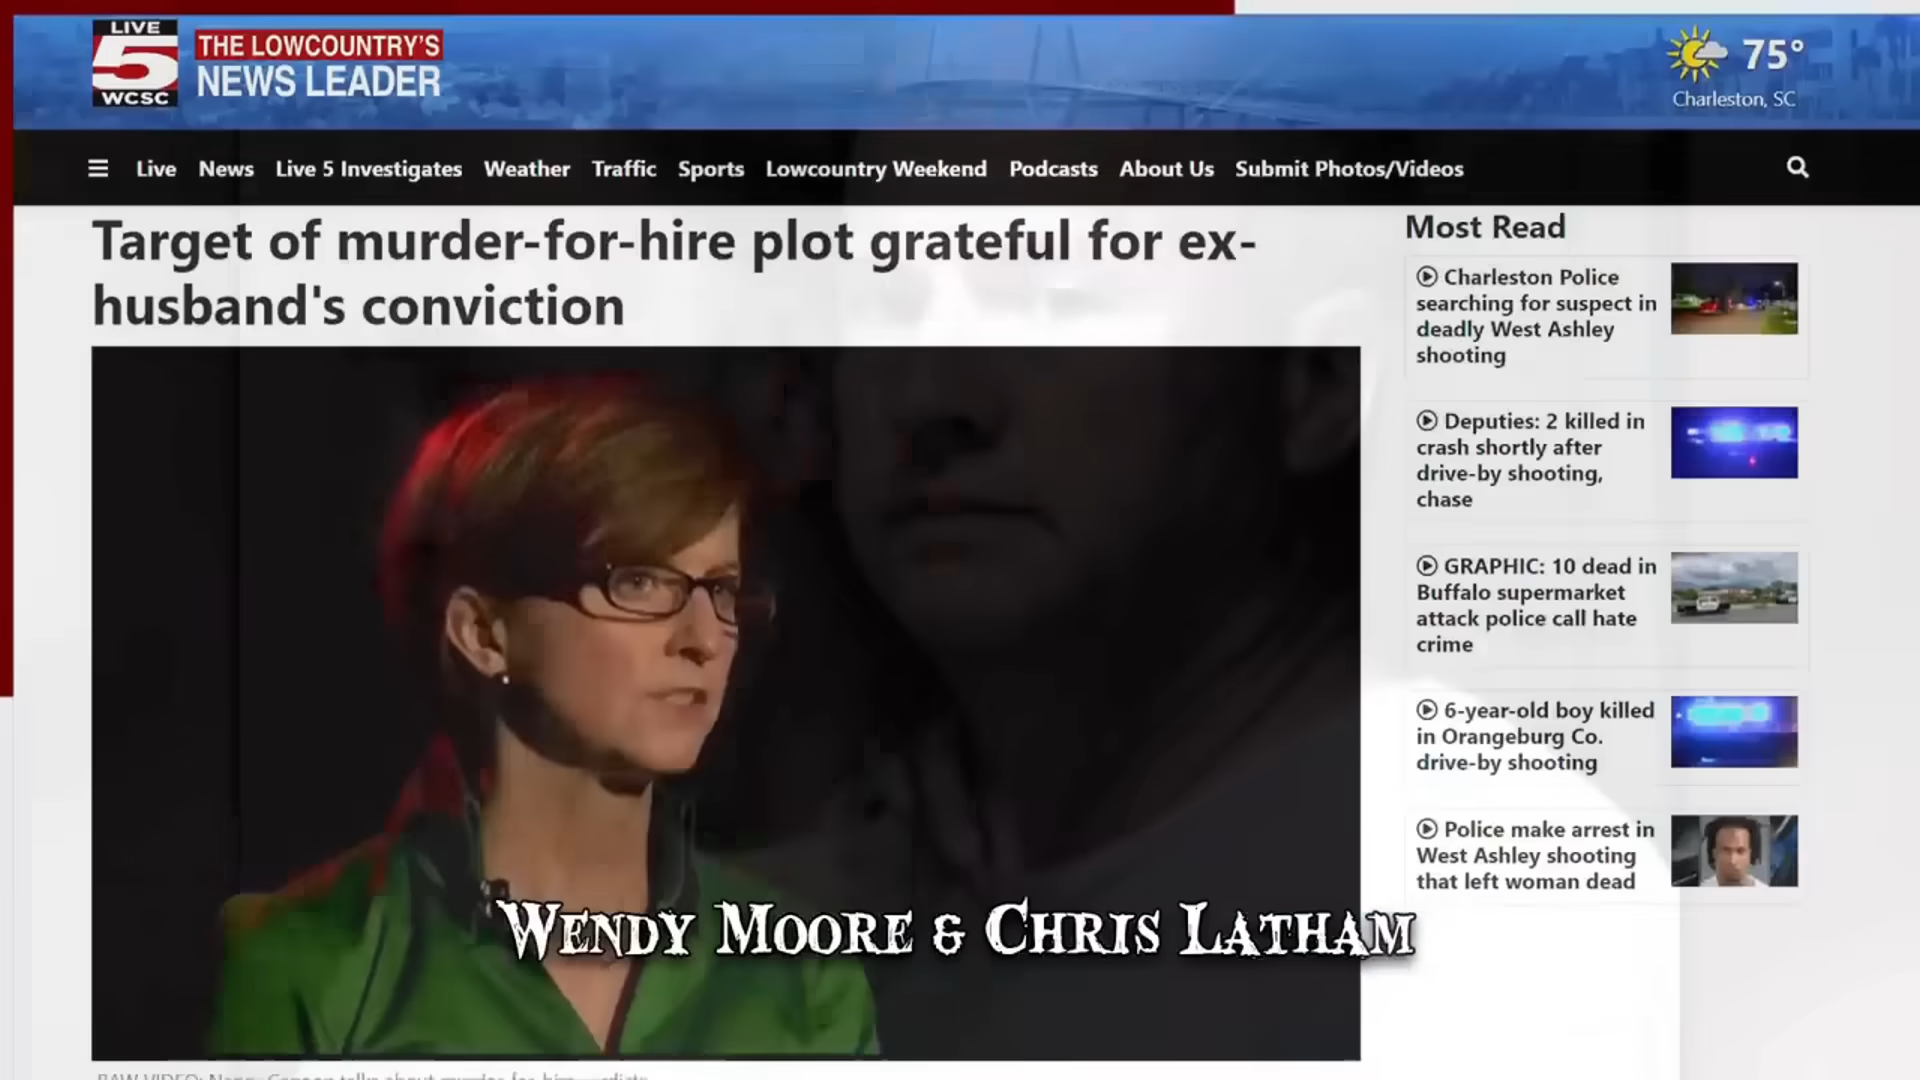 LIVE
5
WCSC
THE LOWCOUNTRY'S
NEWS LEADER
75°
Charleston, SC
Live News Live 5 Investigates Weather Traffic Sports Lowcountry Weekend Podcasts About Us Submit Photos/Videos
Target of murder-for-hire plot grateful for ex-
husband's conviction
Most Read
Charleston Police
searching for suspect in
deadly West Ashley
shooting
Deputies: 2 killed in
crash shortly after
drive-by shooting,
chase
GRAPHIC: 10 dead in
Buffalo supermarket
attack police call hate
crime
6-year-old boy killed
in Orangeburg Co.
drive-by shooting
Police make arrest in
West Ashley shooting
that left woman dead
WENDY MOORE & CHRIS LATHAM